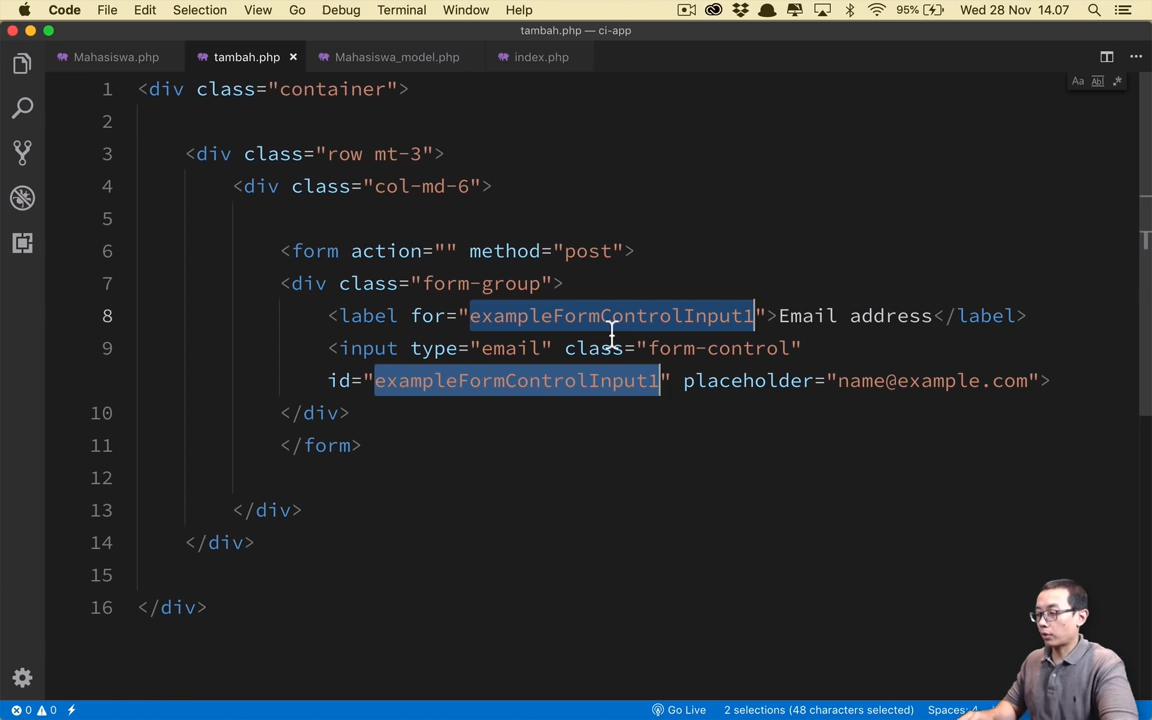 Code File Edit Selection View Go Debug Terminal Window Help 95% Wed 28 Nov 14.07
tambah.php — ci-app
Mahasiswa.php tambah.php Mahasiswa_model.php index.php
Aa Abl .*
1 <div class="container">
2
3 <div class="row mt-3">
4 <div class="col-md-6">
5
6 <form action="" method="post">
7 <div class="form-group">
8 <label for="exampleFormControlInput1">Email address</label>
9 <input type="email" class="form-control"
id="exampleFormControlInput1" placeholder="name@example.com">
10 </div>
11 </form>
12
13 </div>
14 </div>
15
16 </div>
0 0 Go Live 2 selections (48 characters selected) Spaces: 4